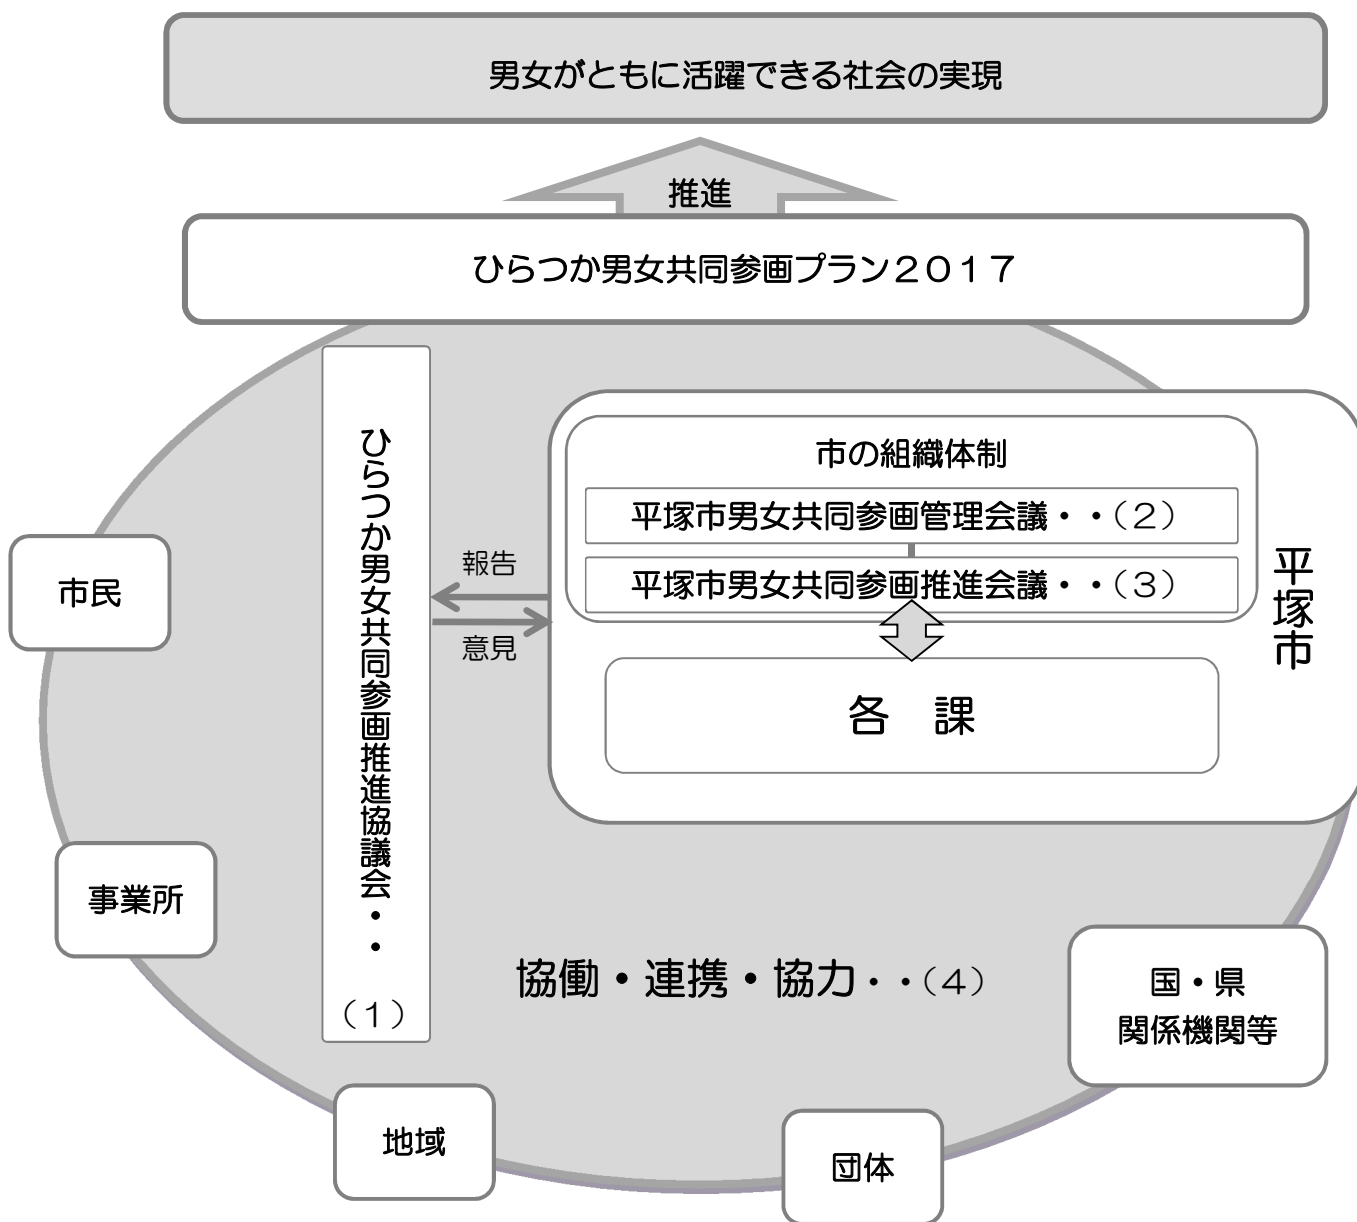 男女がともに活躍できる社会の実現
推進
ひらつか男女共同参画プラン２０１７
ひらつか男女共同参画推進協議会・・（１）
市の組織体制
平塚市男女共同参画管理会議・・（２）
平塚市男女共同参画推進会議・・（３）
各　課
平塚市
報告
意見
市民
事業所
協働・連携・協力・・（４）
国・県
関係機関等
地域
団体